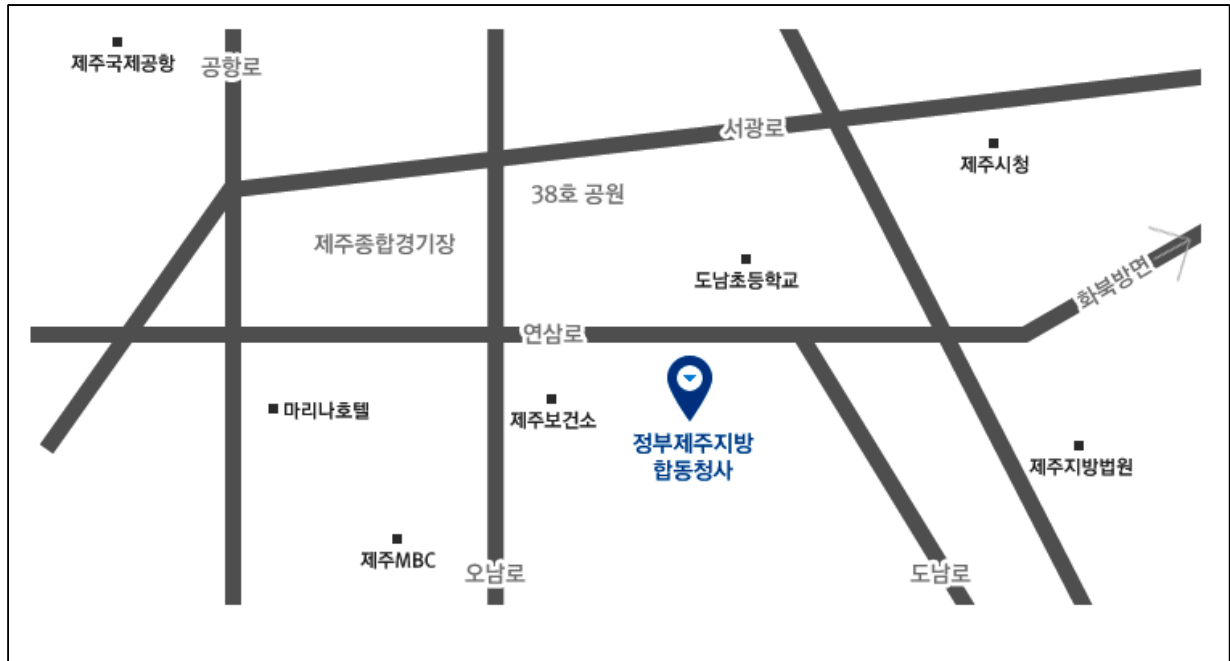 제주국제공항
공항로
서광로
제주시청
38호 공원
제주종합경기장
도남초등학교
화북방면
연삼로
마리나호텔
제주보건소
정부제주지방
합동청사
제주지방법원
제주MBC
오남로
도남로